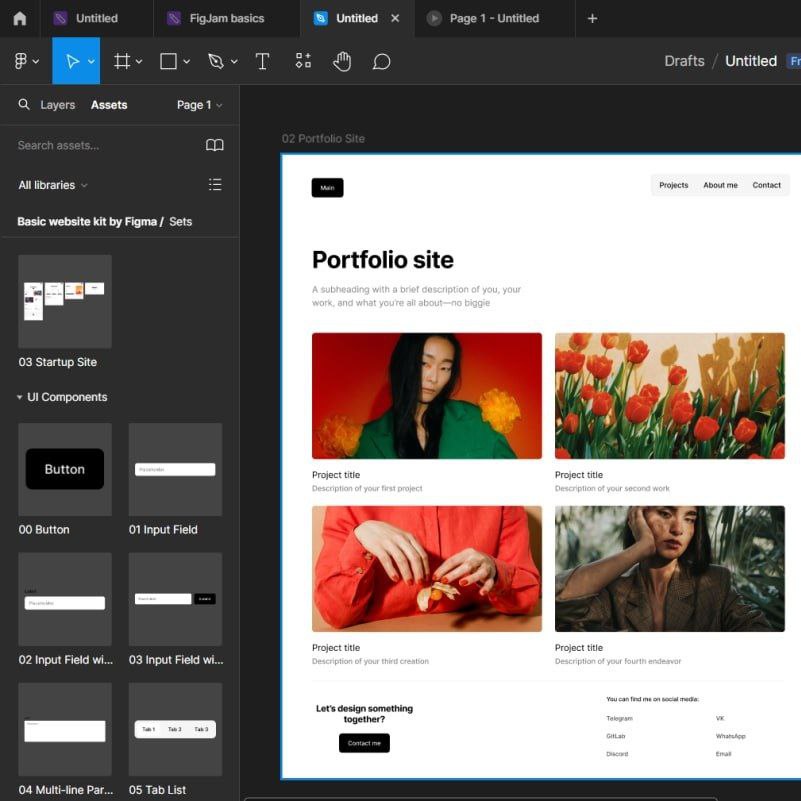 Untitled
FigJam basics
Untitled
Page 1 - Untitled
Drafts / Untitled
Layers
Assets
Page 1
Search assets...
All libraries
Basic website kit by Figma / Sets
03 Startup Site
UI Components
Button
00 Button
01 Input Field
02 Input Field wi...
03 Input Field wi...
Tab 1 Tab 2 Tab 3
04 Multi-line Par...
05 Tab List
02 Portfolio Site
Main
Projects About me Contact
Portfolio site
A subheading with a brief description of you, your
work, and what you're all about—no biggie
Project title
Description of your first project
Project title
Description of your second work
Project title
Description of your third creation
Project title
Description of your fourth endeavor
Let's design something
together?
Contact me
You can find me on social media:
Telegram
VK
GitLab
WhatsApp
Discord
Email